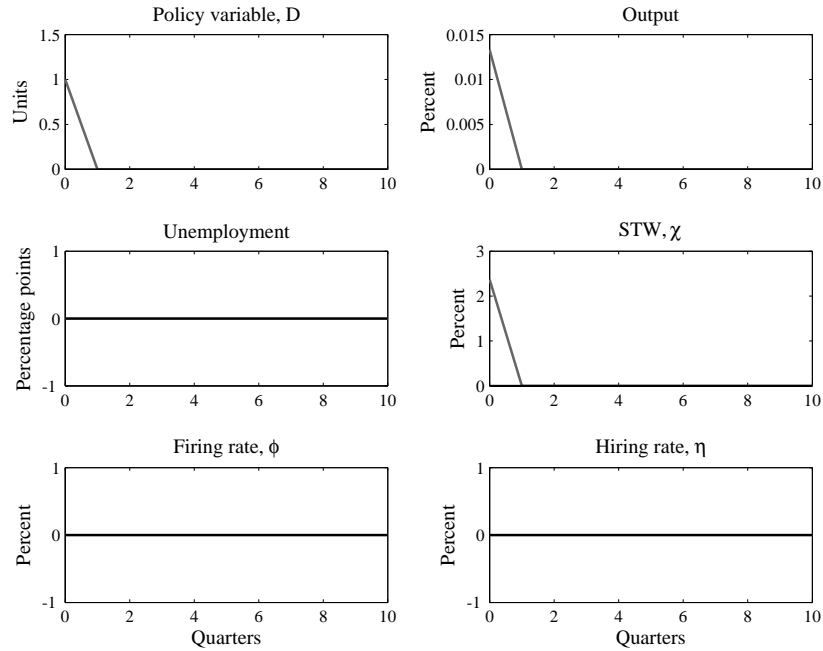 Policy variable, D
Units
1.5
1
0.5
0
0 2 4 6 8 10
Output
Percent
0.015
0.01
0.005
0
0 2 4 6 8 10
Unemployment
Percentage points
1
0
-1
0 2 4 6 8 10
STW, χ
Percent
3
2
1
0
0 2 4 6 8 10
Firing rate, ϕ
Percent
1
0
-1
0 2 4 6 8 10
Quarters
Hiring rate, η
Percent
1
0
-1
0 2 4 6 8 10
Quarters